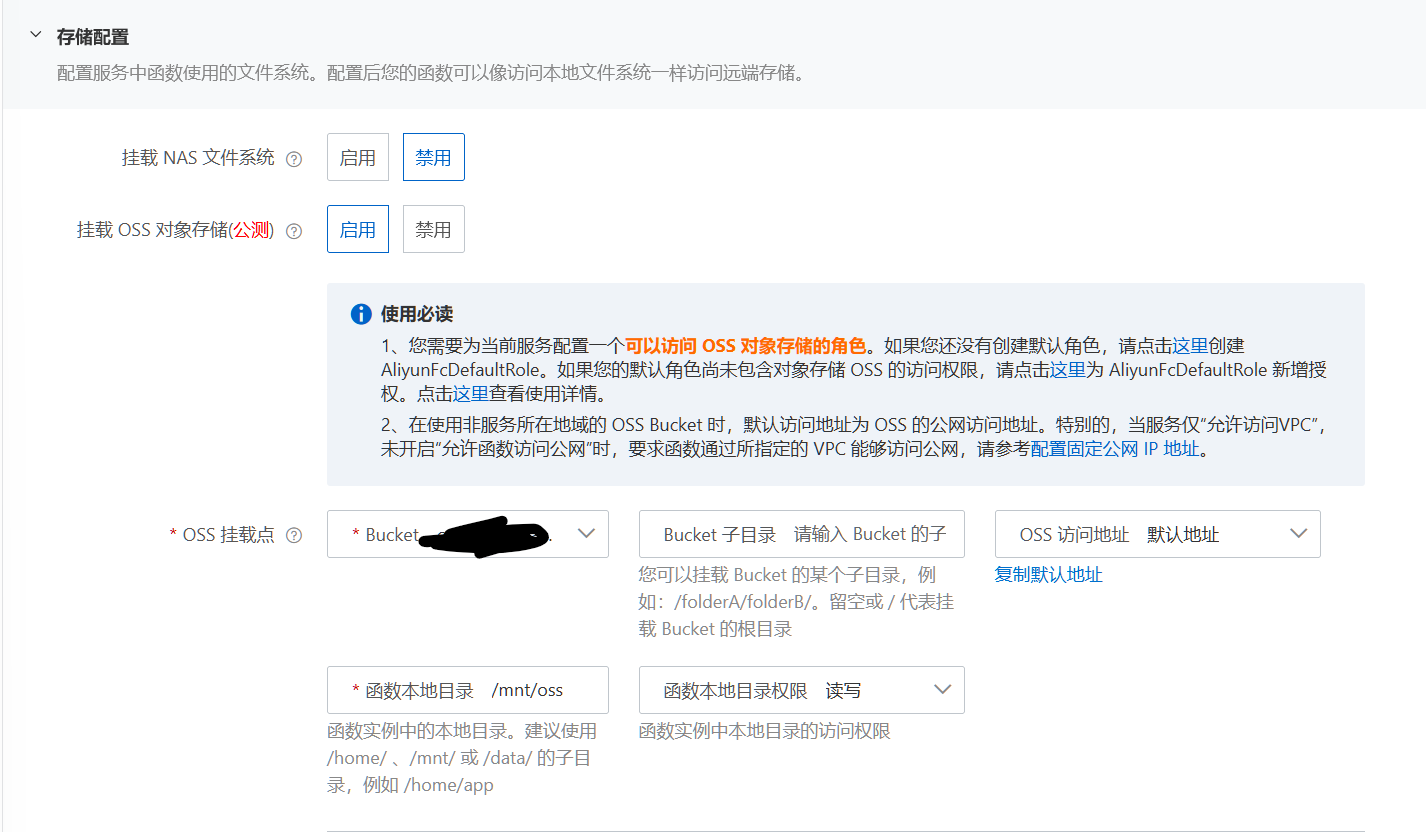 存储配置
配置服务中函数使用的文件系统。配置后您的函数可以像访问本地文件系统一样访问远端存储。
挂载 NAS 文件系统 ? 启用 禁用
挂载 OSS 对象存储(公测) ? 启用 禁用
使用必读
1、您需要为当前服务配置一个可以访问 OSS 对象存储的角色。如果您还没有创建默认角色，请点击这里创建
AliyunFcDefaultRole。如果您的默认角色尚未包含对象存储 OSS 的访问权限，请点击这里为 AliyunFcDefaultRole 新增授
权。点击这里查看使用详情。
2、在使用非服务所在地域的 OSS Bucket 时，默认访问地址为 OSS 的公网访问地址。特别的，当服务仅“允许访问VPC”，
未开启“允许函数访问公网”时，要求函数通过所指定的 VPC 能够访问公网，请参考配置固定公网 IP 地址。
* OSS 挂载点 ? * Bucket Bucket 子目录 请输入 Bucket 的子 OSS 访问地址 默认地址
您可以挂载 Bucket 的某个子目录，例
如：/folderA/folderB/。留空或 / 代表挂
载 Bucket 的根目录
复制默认地址
* 函数本地目录 /mnt/oss 函数本地目录权限 读写
函数实例中的本地目录。建议使用
/home/ 、/mnt/ 或 /data/ 的子目
录，例如 /home/app
函数实例中本地目录的访问权限